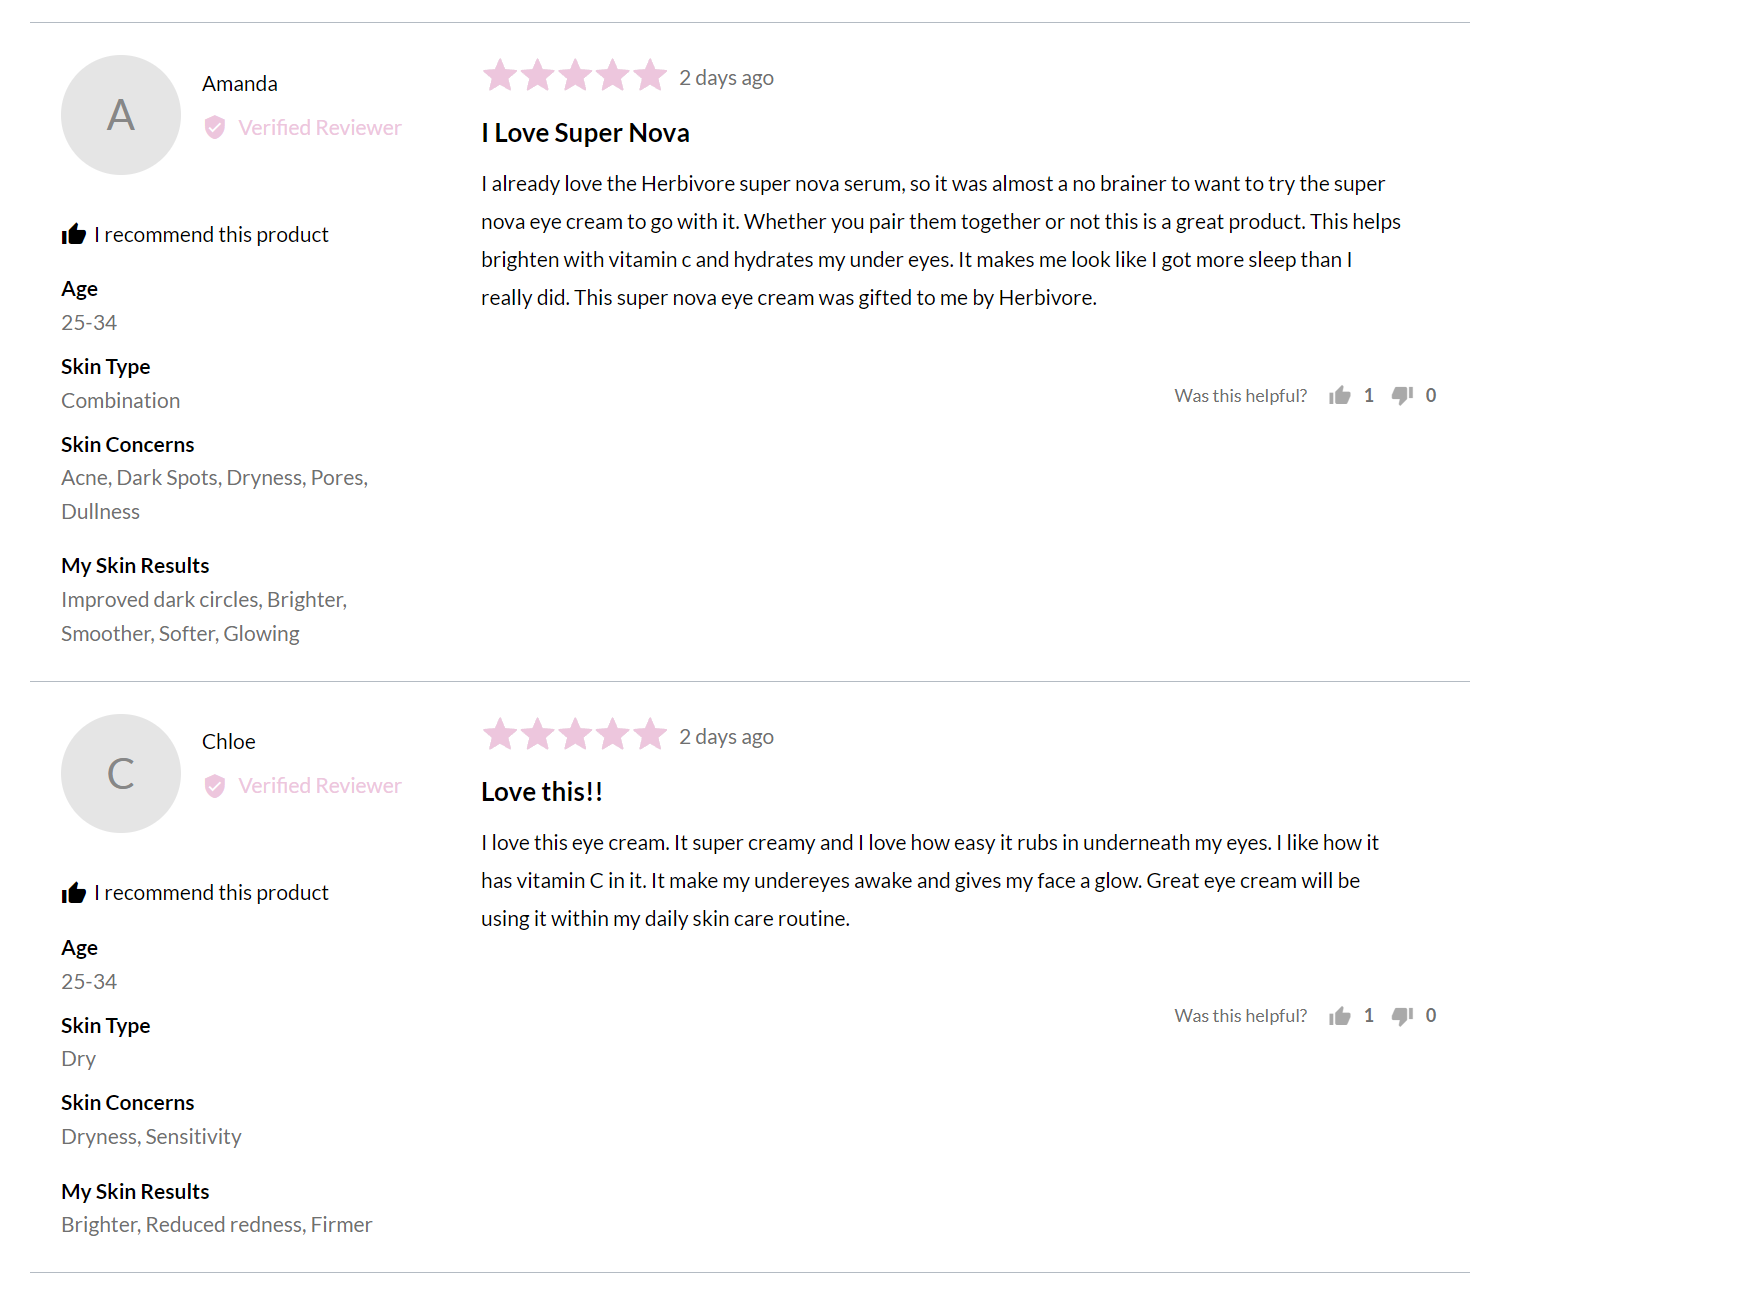 A
Amanda
Verified Reviewer
I recommend this product
Age
25-34
Skin Type
Combination
Skin Concerns
Acne, Dark Spots, Dryness, Pores,
Dullness
My Skin Results
Improved dark circles, Brighter,
Smoother, Softer, Glowing
2 days ago
I Love Super Nova
I already love the Herbivore super nova serum, so it was almost a no brainer to want to try the super
nova eye cream to go with it. Whether you pair them together or not this is a great product. This helps
brighten with vitamin c and hydrates my under eyes. It makes me look like I got more sleep than I
really did. This super nova eye cream was gifted to me by Herbivore.
Was this helpful? 1 0
C
Chloe
Verified Reviewer
I recommend this product
Age
25-34
Skin Type
Dry
Skin Concerns
Dryness, Sensitivity
My Skin Results
Brighter, Reduced redness, Firmer
2 days ago
Love this!!
I love this eye cream. It super creamy and I love how easy it rubs in underneath my eyes. I like how it
has vitamin C in it. It make my undereyes awake and gives my face a glow. Great eye cream will be
using it within my daily skin care routine.
Was this helpful? 1 0